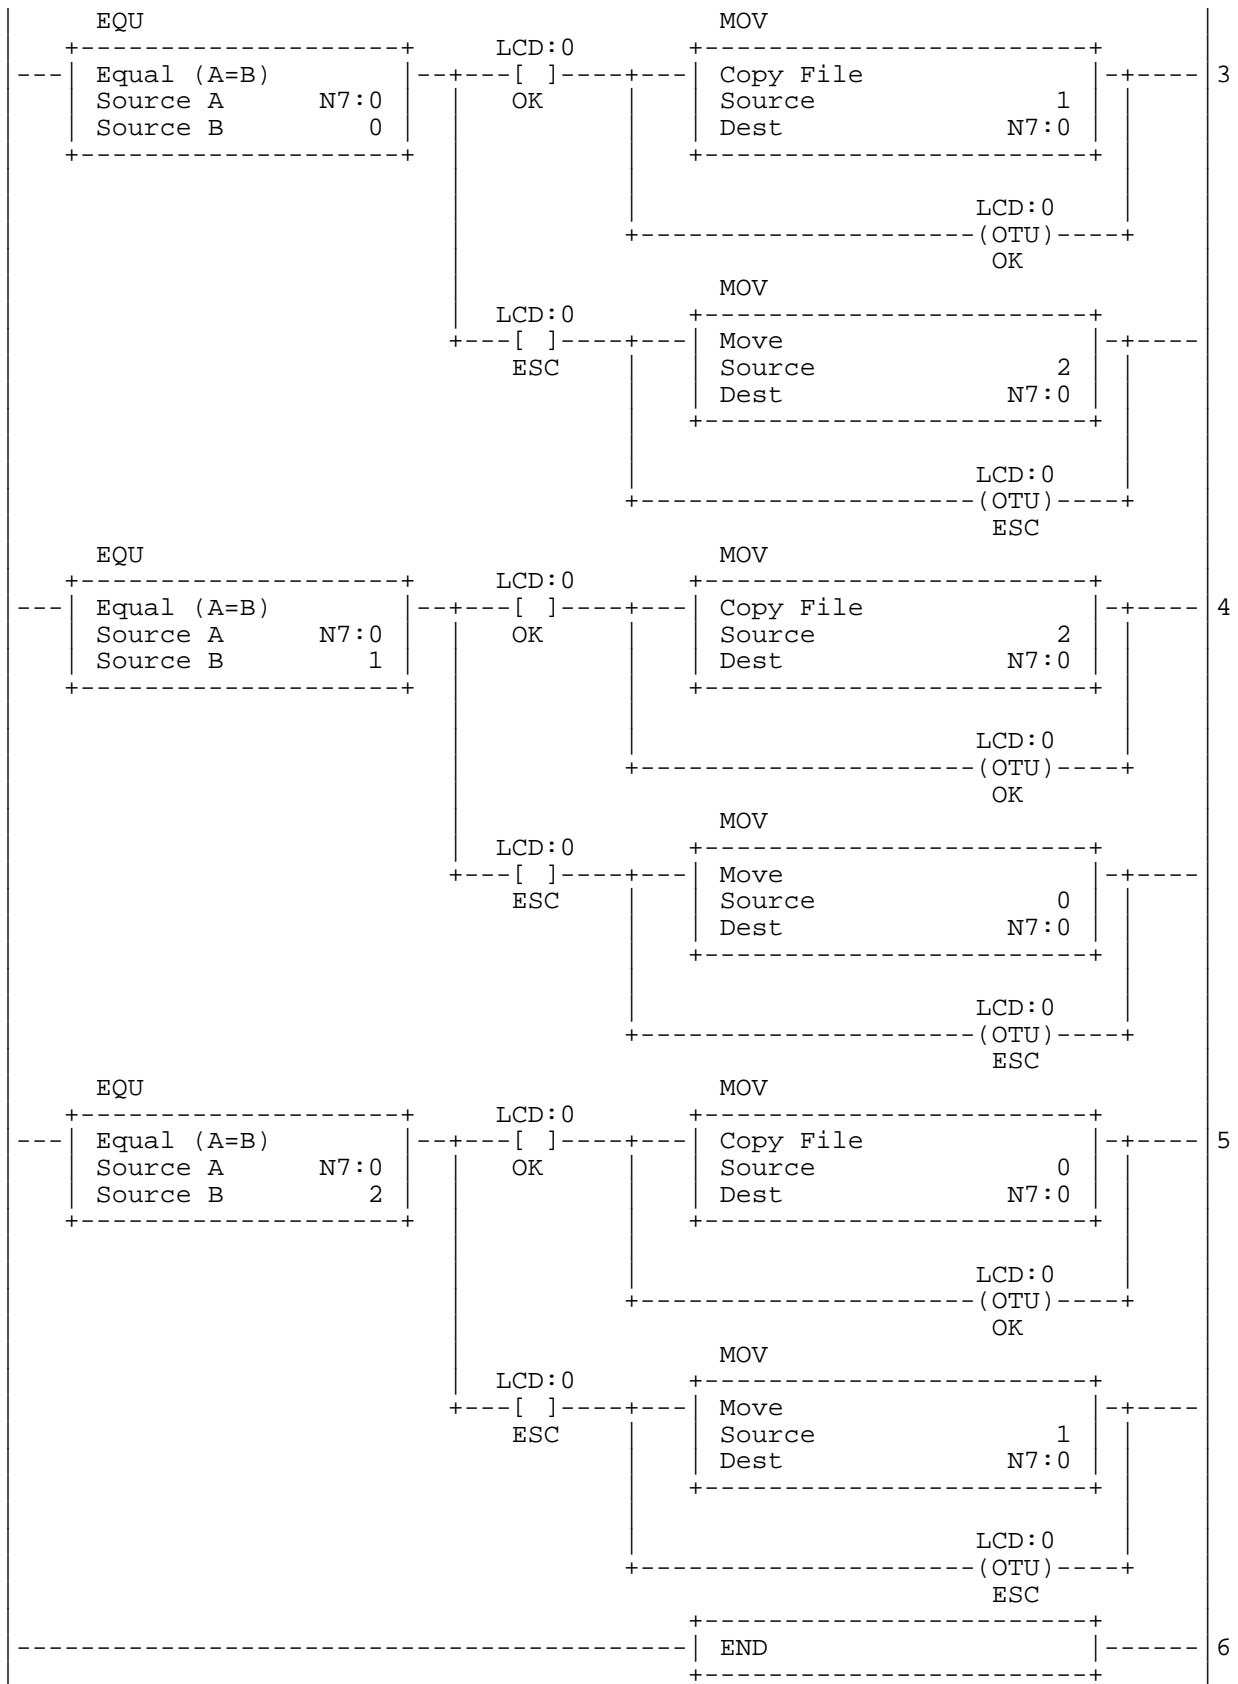 EQU MOV
LCD:0
Equal (A=B) [ ] Copy File 3
Source A N7:0 OK Source 1
Source B 0 Dest N7:0
LCD:0
(OTU)
OK
MOV
LCD:0
[ ] Move
ESC Source 2
Dest N7:0
LCD:0
(OTU)
ESC
EQU MOV
LCD:0
Equal (A=B) [ ] Copy File 4
Source A N7:0 OK Source 2
Source B 1 Dest N7:0
LCD:0
(OTU)
OK
MOV
LCD:0
[ ] Move
ESC Source 0
Dest N7:0
LCD:0
(OTU)
ESC
EQU MOV
LCD:0
Equal (A=B) [ ] Copy File 5
Source A N7:0 OK Source 0
Source B 2 Dest N7:0
LCD:0
(OTU)
OK
MOV
LCD:0
[ ] Move
ESC Source 1
Dest N7:0
LCD:0
(OTU)
ESC
END 6